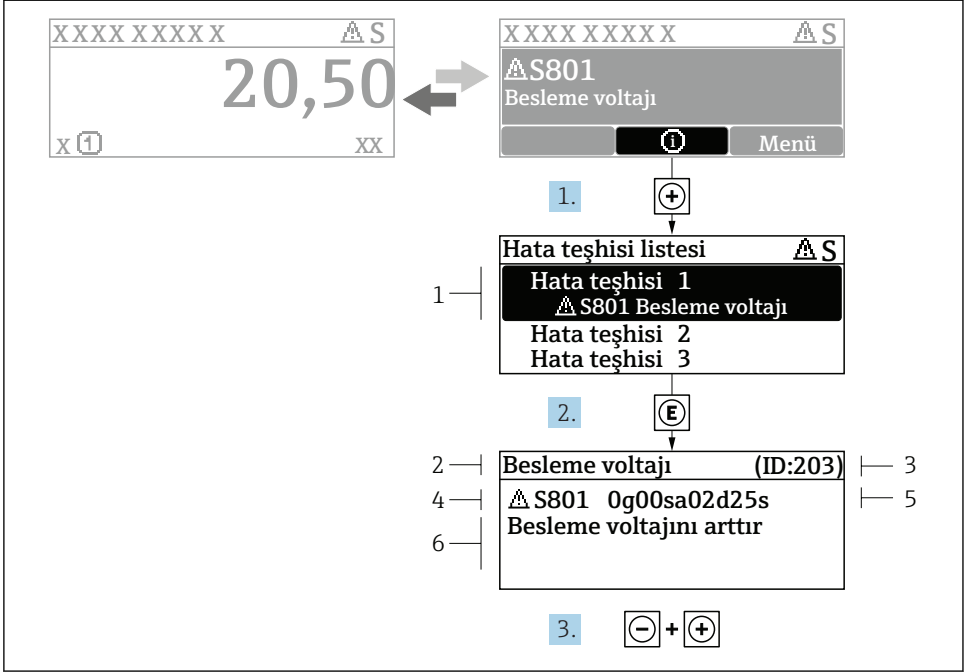 XXXX XXXXX ⚠ S
20,50
X ① XX
XXXX XXXXX ⚠ S
⚠S801
Besleme voltajı
ⓘ Menü
1. +
Hata teşhisi listesi ⚠ S
1 Hata teşhisi 1
⚠ S801 Besleme voltajı
Hata teşhisi 2
Hata teşhisi 3
2. E
2 Besleme voltajı (ID:203) 3
4 ⚠ S801 0g00sa02d25s 5
6 Besleme voltajını arttır
3. - + +